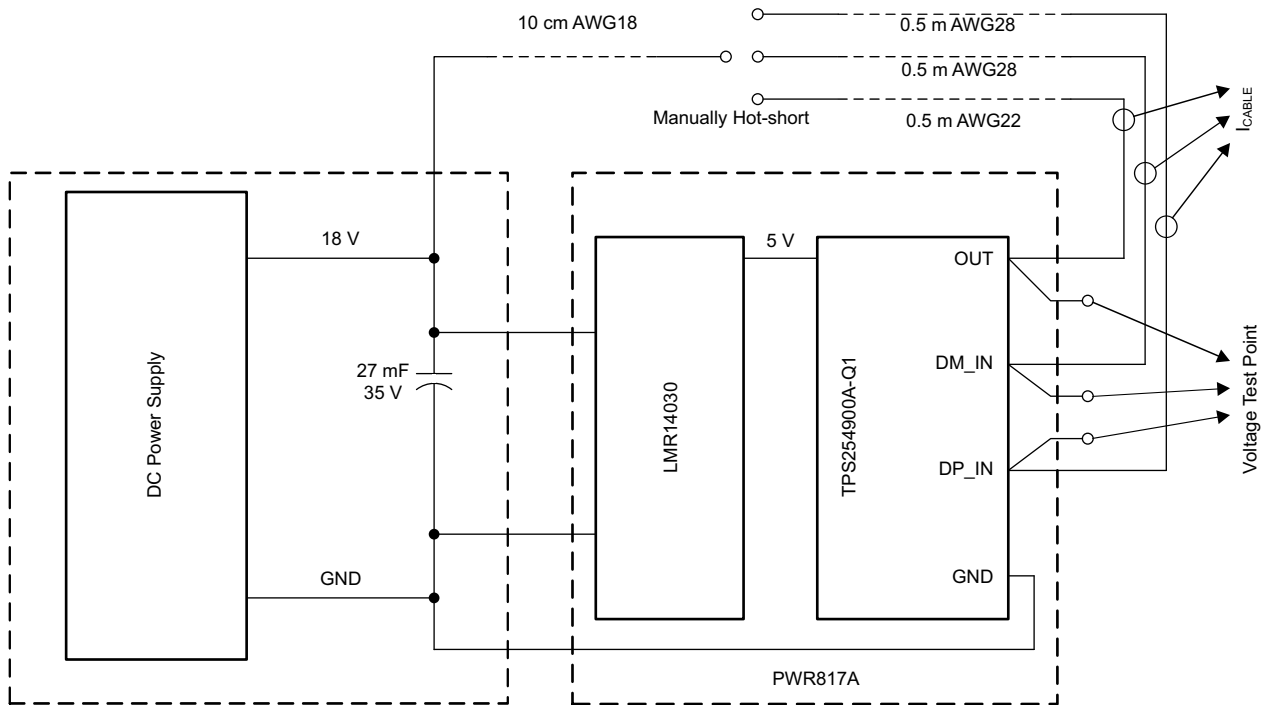 10 cm AWG18
0.5 m AWG28
0.5 m AWG28
Manually Hot-short
0.5 m AWG22
I CABLE
18 V
5 V
OUT
27 mF
35 V
DM_IN
DC Power Supply
LMR14030
TPS254900A-Q1
Voltage Test Point
DP_IN
GND
GND
PWR817A